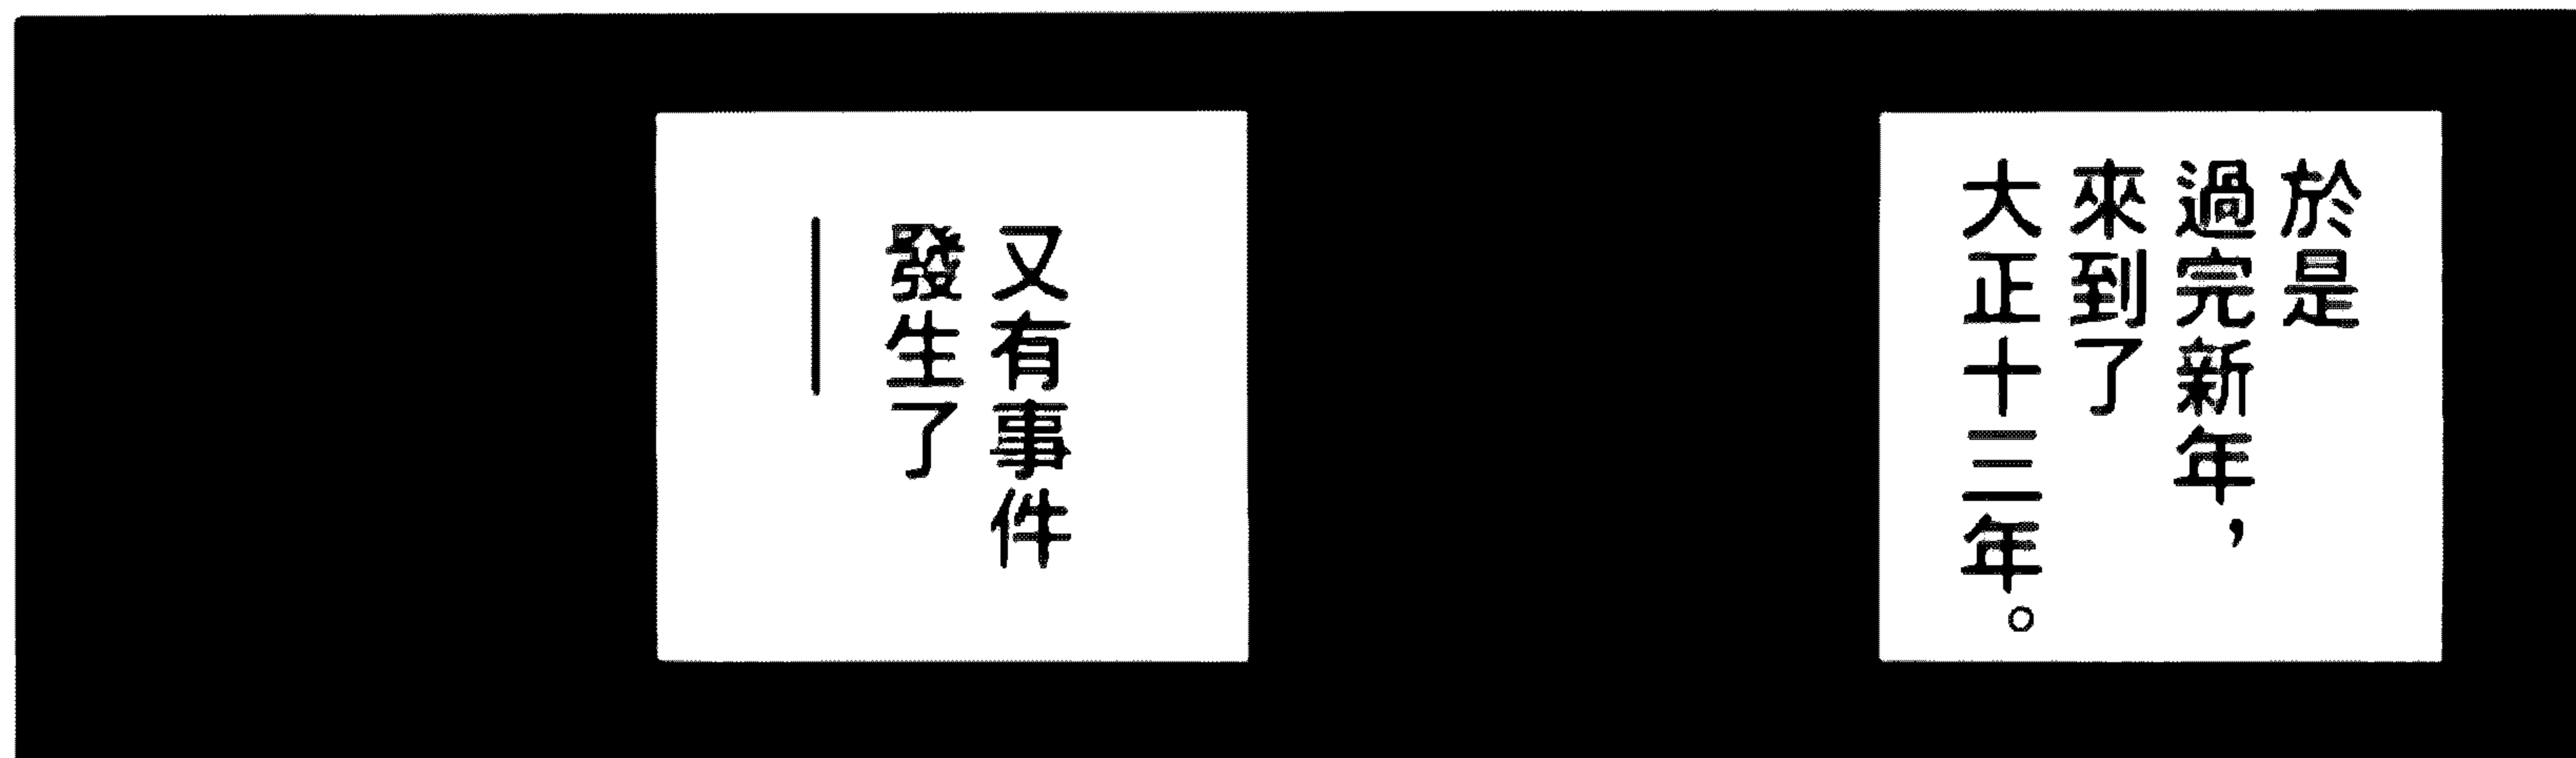 於是
過完新年，
來到了
大正十三年。
又有事件
發生了
——